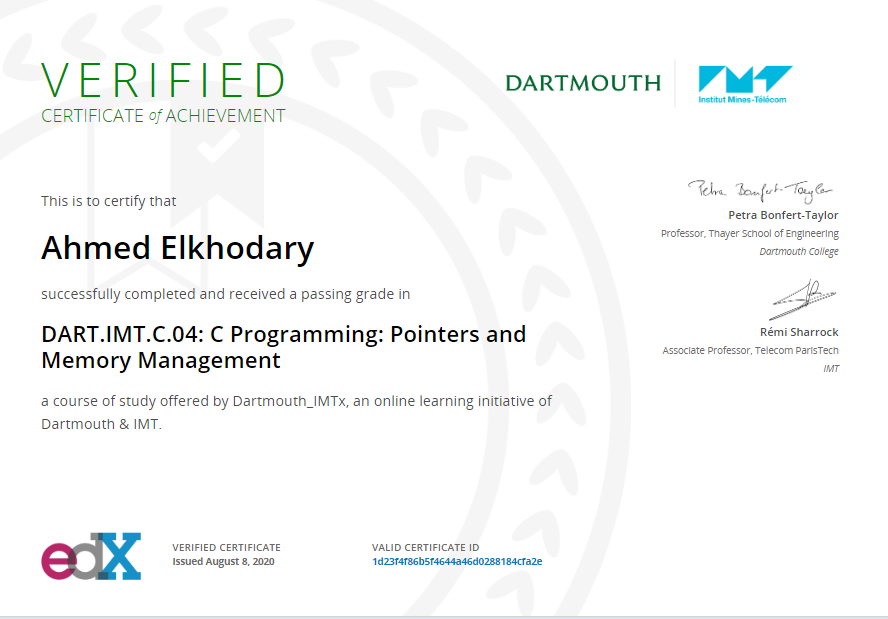 VERIFIED
CERTIFICATE of ACHIEVEMENT
DARTMOUTH
Institut Mines-Télécom
This is to certify that
Ahmed Elkhodary
successfully completed and received a passing grade in
DART.IMT.C.04: C Programming: Pointers and
Memory Management
a course of study offered by Dartmouth_IMTx, an online learning initiative of
Dartmouth & IMT.
Petra Bonfert-Taylor
Petra Bonfert-Taylor
Professor, Thayer School of Engineering
Dartmouth College
Rémi Sharrock
Associate Professor, Telecom ParisTech
IMT
edX
VERIFIED CERTIFICATE
Issued August 8, 2020
VALID CERTIFICATE ID
1d23f4f86b5f4644a46d0288184cfa2e